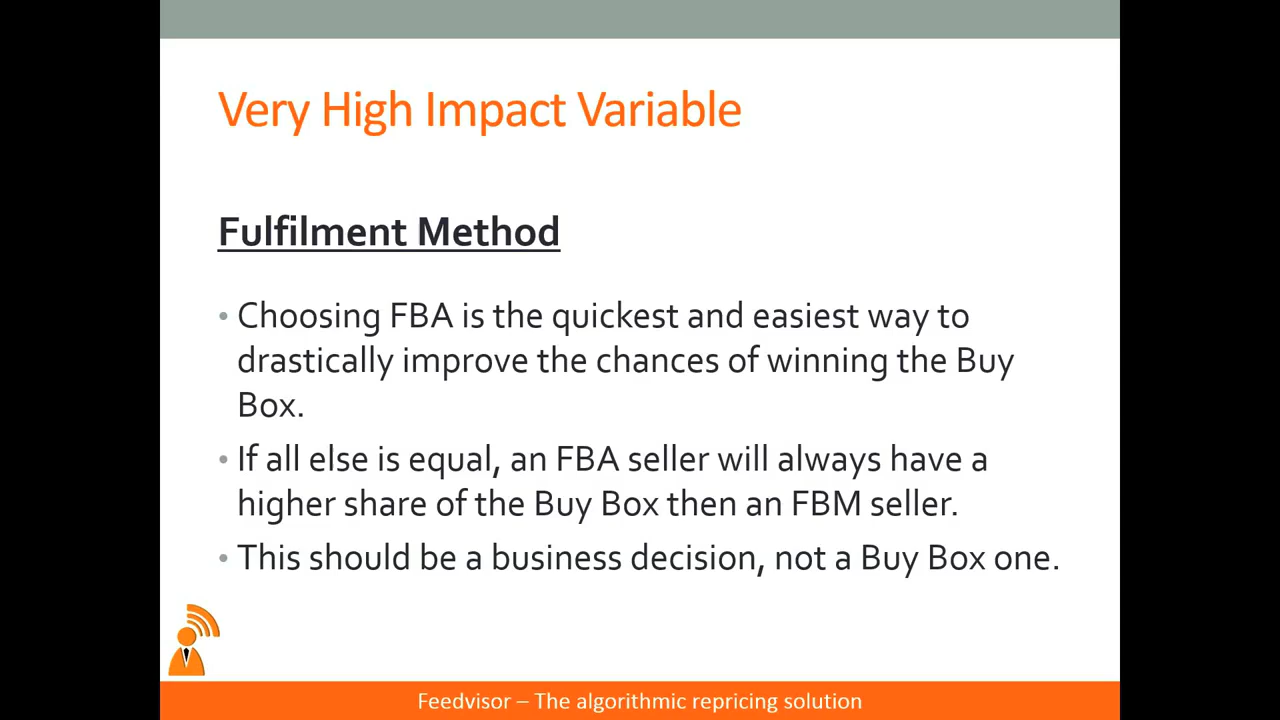 Very High Impact Variable
Fulfilment Method
• Choosing FBA is the quickest and easiest way to
drastically improve the chances of winning the Buy
Box.
• If all else is equal, an FBA seller will always have a
higher share of the Buy Box then an FBM seller.
• This should be a business decision, not a Buy Box one.
Feedvisor – The algorithmic repricing solution